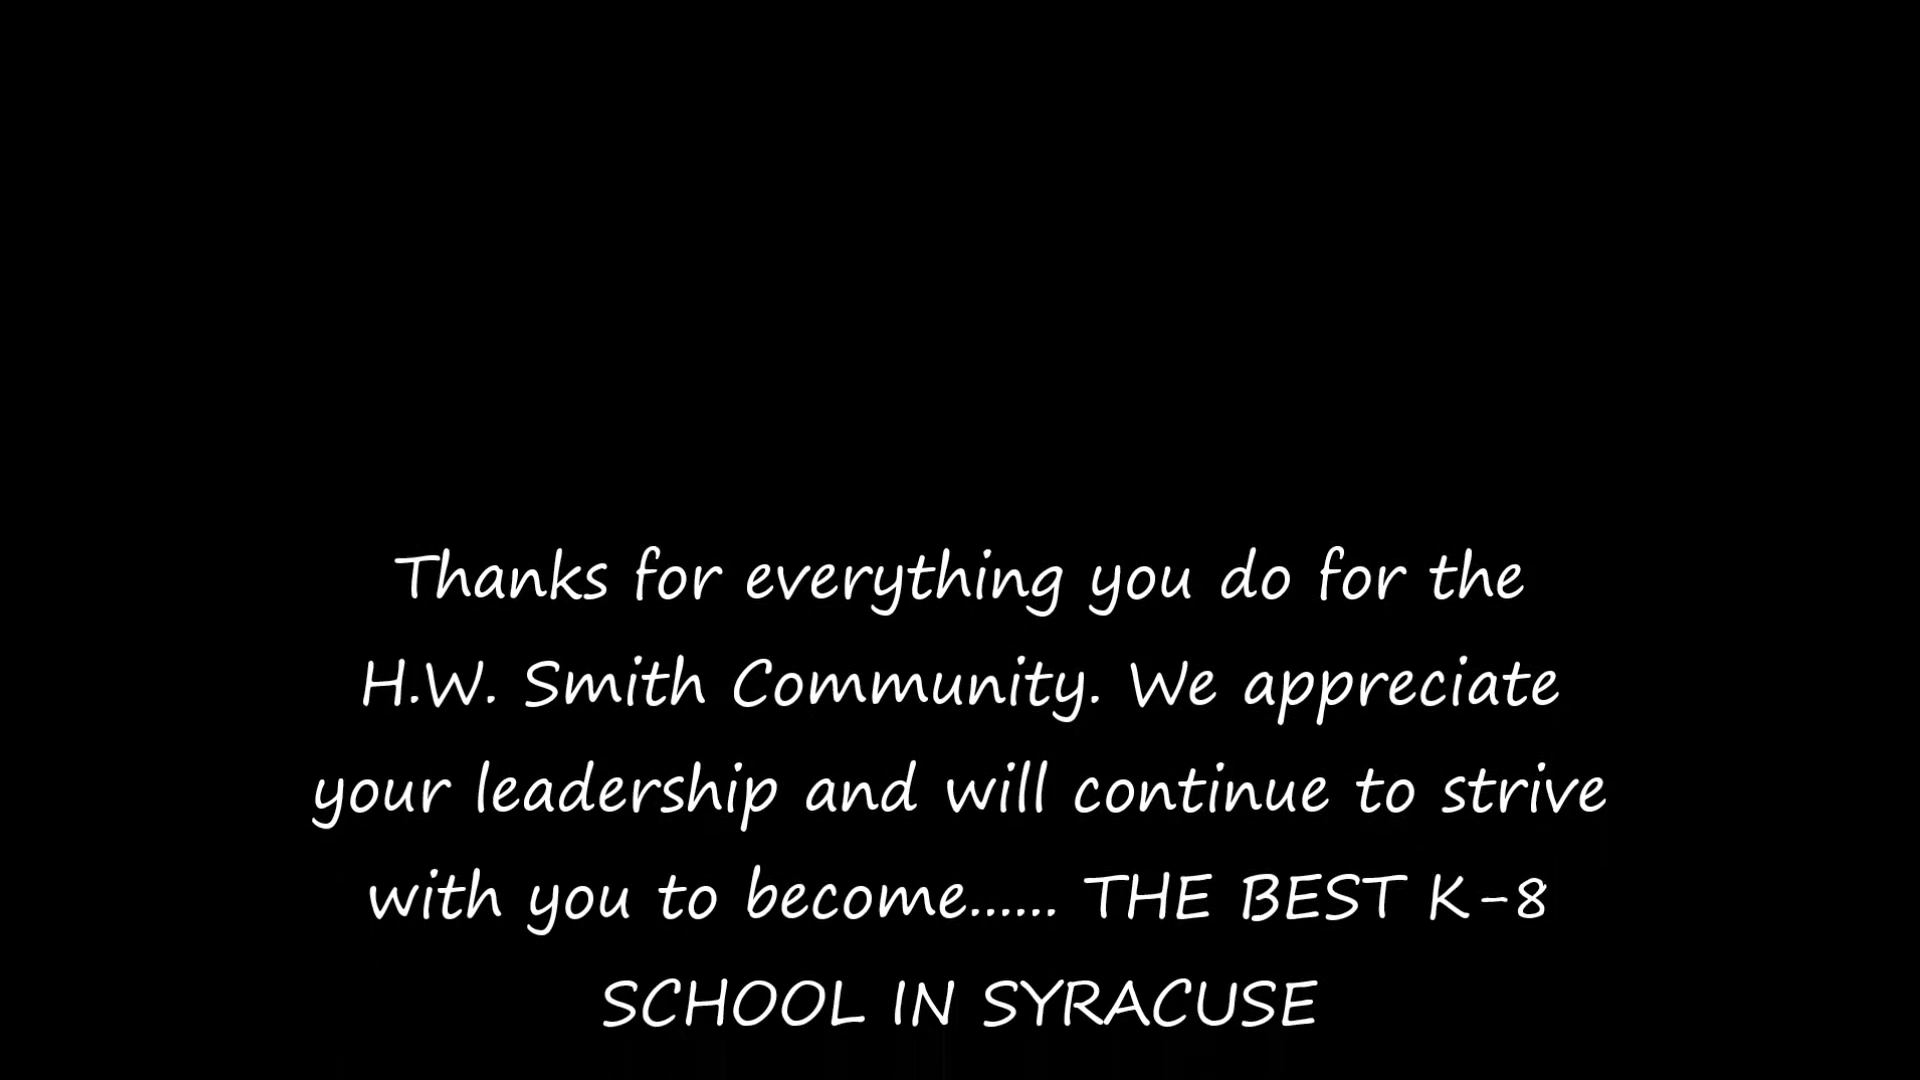 Thanks for everything you do for the
H.W. Smith Community. We appreciate
your leadership and will continue to strive
with you to become...... THE BEST K-8
SCHOOL IN SYRACUSE